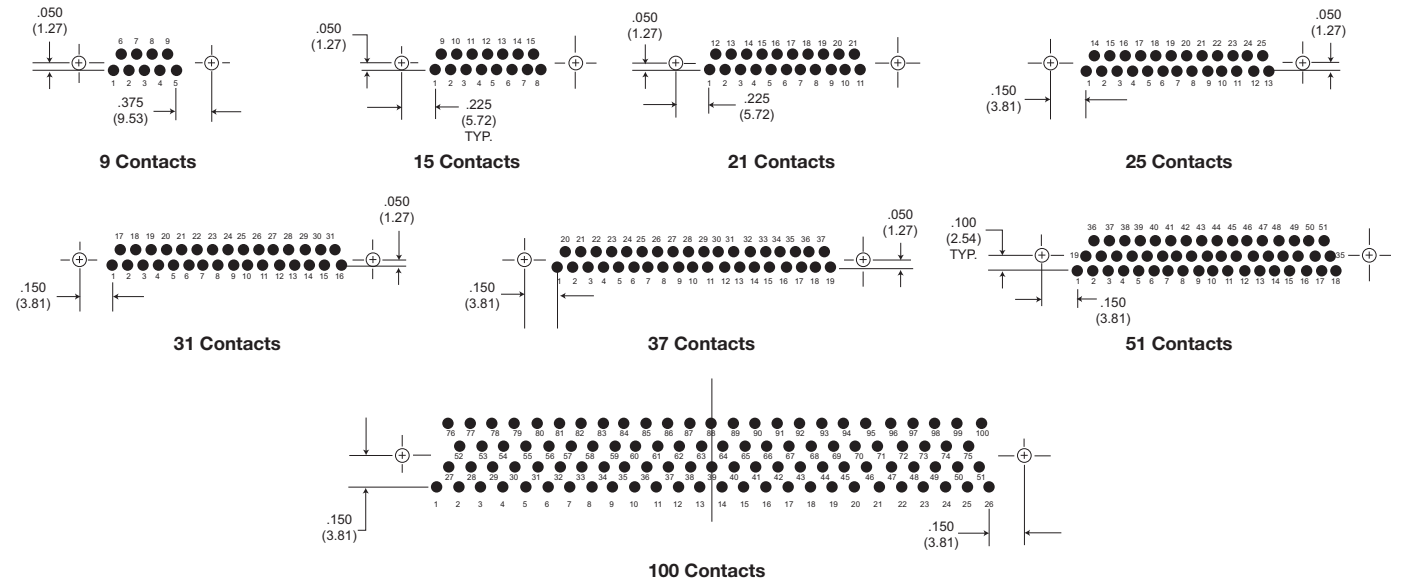 .050
(1.27)
6 7 8 9
1 2 3 4 5
.375
(9.53)
9 Contacts
.050
(1.27)
9 10 11 12 13 14 15
1 2 3 4 5 6 7 8
.225
(5.72)
TYP.
15 Contacts
.050
(1.27)
12 13 14 15 16 17 18 19 20 21
1 2 3 4 5 6 7 8 9 10 11
.225
(5.72)
21 Contacts
.050
(1.27)
14 15 16 17 18 19 20 21 22 23 24 25
1 2 3 4 5 6 7 8 9 10 11 12 13
.150
(3.81)
25 Contacts
.050
(1.27)
17 18 19 20 21 22 23 24 25 26 27 28 29 30 31
1 2 3 4 5 6 7 8 9 10 11 12 13 14 15 16
.150
(3.81)
31 Contacts
.050
(1.27)
20 21 22 23 24 25 26 27 28 29 30 31 32 33 34 35 36 37
1 2 3 4 5 6 7 8 9 10 11 12 13 14 15 16 17 18 19
.150
(3.81)
37 Contacts
.100
(2.54)
TYP.
36 37 38 39 40 41 42 43 44 45 46 47 48 49 50 51
19 35
1 2 3 4 5 6 7 8 9 10 11 12 13 14 15 16 17 18
.150
(3.81)
51 Contacts
76 77 78 79 80 81 82 83 84 85 86 87 88 89 90 91 92 93 94 95 96 97 98 99 100
52 53 54 55 56 57 58 59 60 61 62 63 64 65 66 67 68 69 70 71 72 73 74 75
27 28 29 30 31 32 33 34 35 36 37 38 39 40 41 42 43 44 45 46 47 48 49 50 51
1 2 3 4 5 6 7 8 9 10 11 12 13 14 15 16 17 18 19 20 21 22 23 24 25 26
.150
(3.81)
.150
(3.81)
100 Contacts